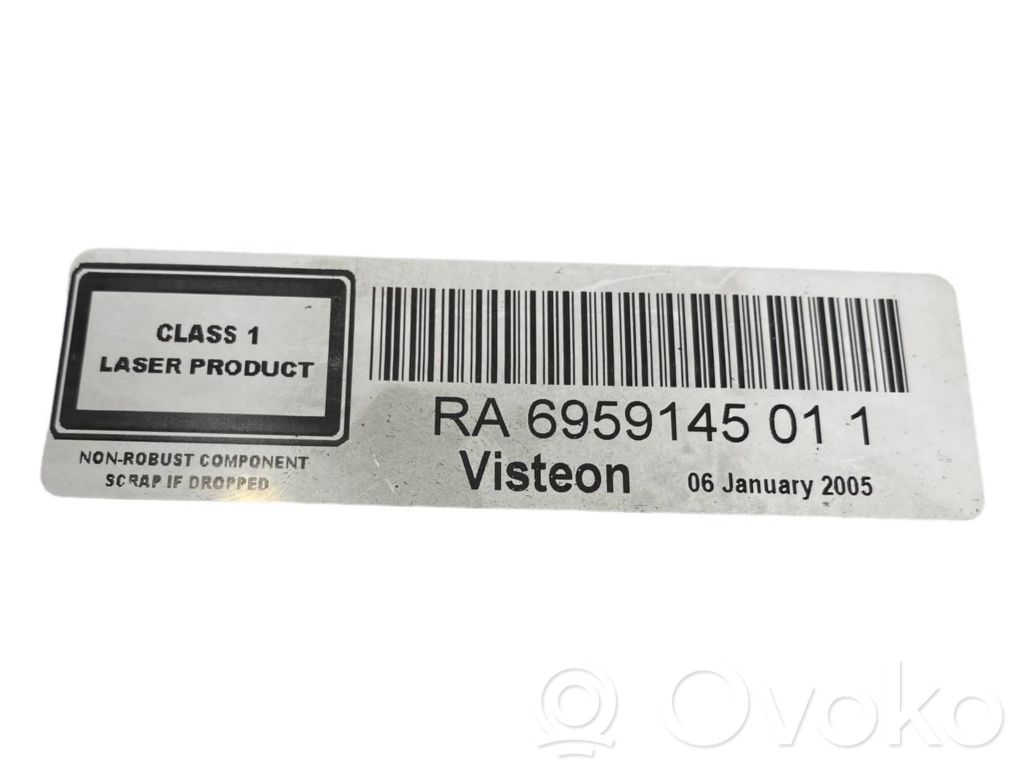 CLASS 1
LASER PRODUCT
NON-ROBUST COMPONENT
SCRAP IF DROPPED
RA 6959145 01 1
Visteon 06 January 2005
Ovoko